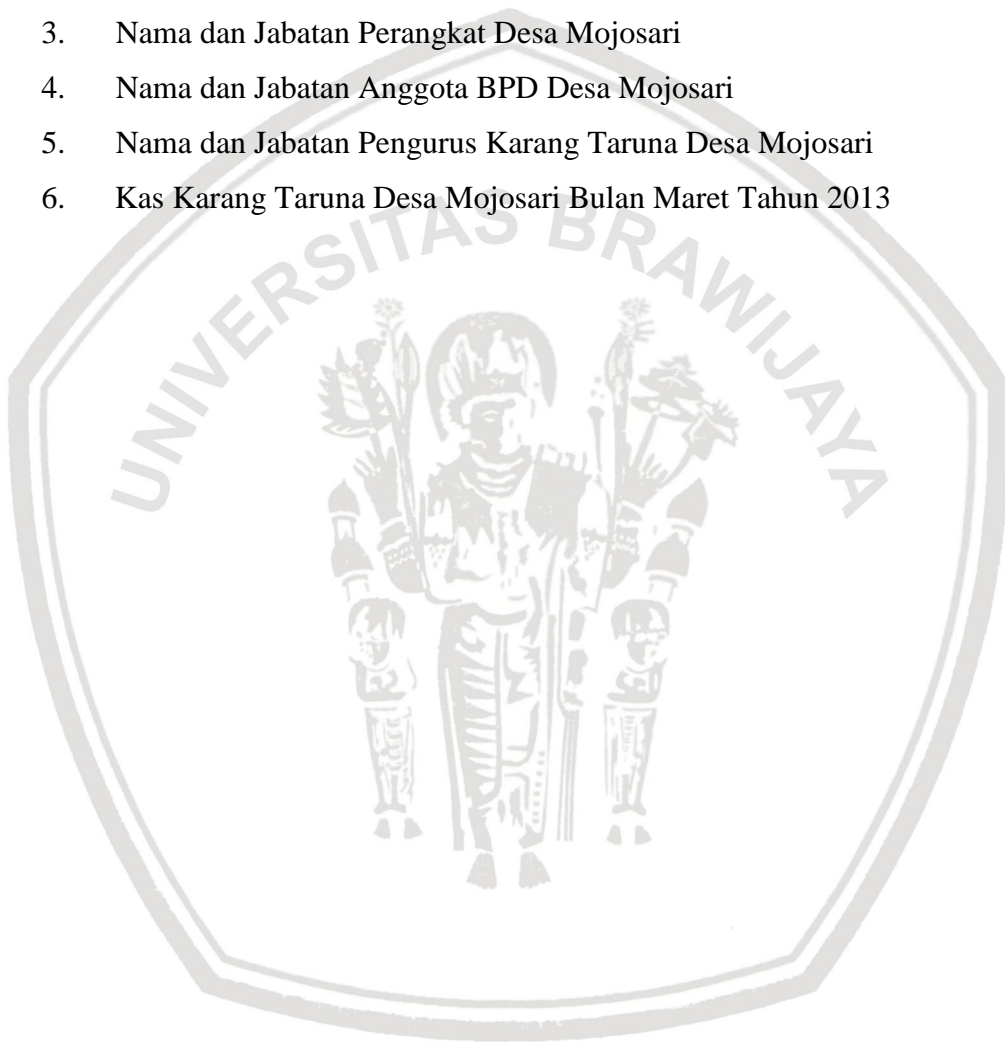 3. Nama dan Jabatan Perangkat Desa Mojosari
4. Nama dan Jabatan Anggota BPD Desa Mojosari
5. Nama dan Jabatan Pengurus Karang Taruna Desa Mojosari
6. Kas Karang Taruna Desa Mojosari Bulan Maret Tahun 2013
UNIVERSITAS BRAWIJAYA